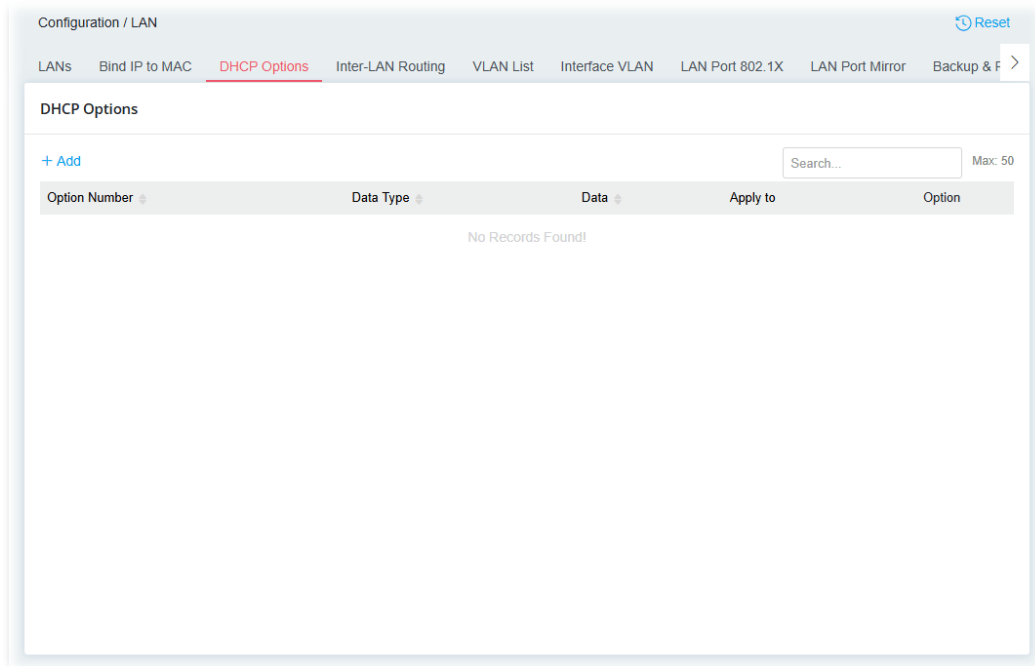 Configuration / LAN Reset
LANs Bind IP to MAC DHCP Options Inter-LAN Routing VLAN List Interface VLAN LAN Port 802.1X LAN Port Mirror Backup &
DHCP Options
+ Add Search... Max: 50
Option Number Data Type Data Apply to Option
No Records Found!